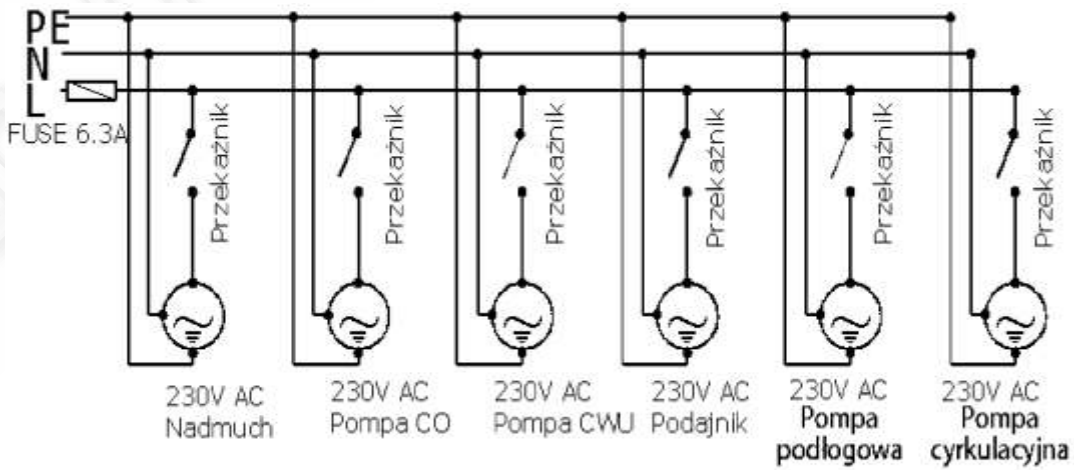 PE
N
L
FUSE 6.3A
Przekaźnik
Przekaźnik
Przekaźnik
Przekaźnik
Przekaźnik
Przekaźnik
230V AC
Nadmuch
230V AC
Pompa CO
230V AC
Pompa CWU
230V AC
Podajnik
230V AC
Pompa
podłogowa
230V AC
Pompa
cyrkulacyjna